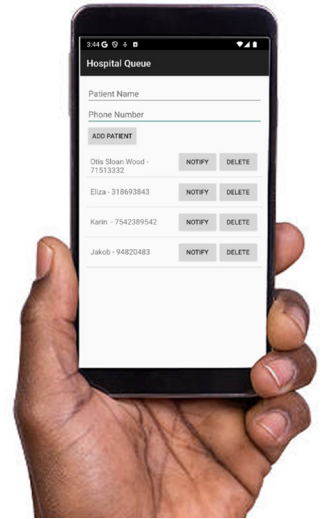 3:44 G
Hospital Queue
Patient Name
Phone Number
ADD PATIENT
Otis Sloan Wood - NOTIFY DELETE
71513332
Eliza - 318693843 NOTIFY DELETE
Karin - 7542389542 NOTIFY DELETE
Jakob - 94820483 NOTIFY DELETE